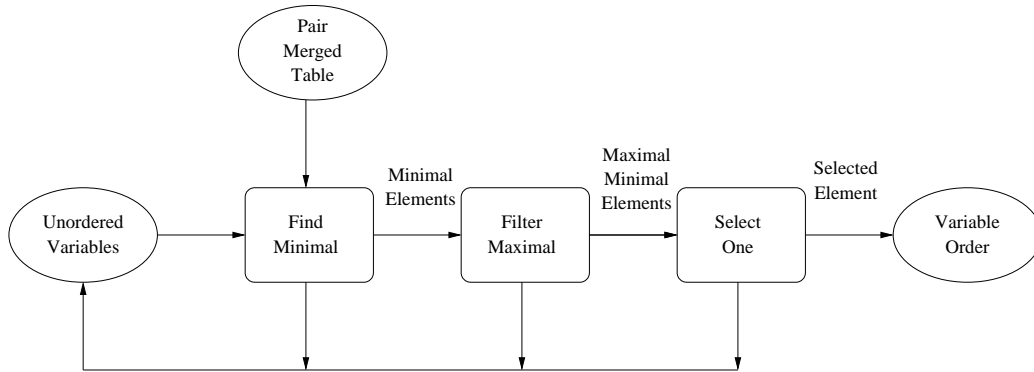 Pair
Merged
Table
Maximal
Minimal
Elements
Minimal
Elements
Selected
Element
Unordered
Variables
Find
Minimal
Filter
Maximal
Select
One
Variable
Order